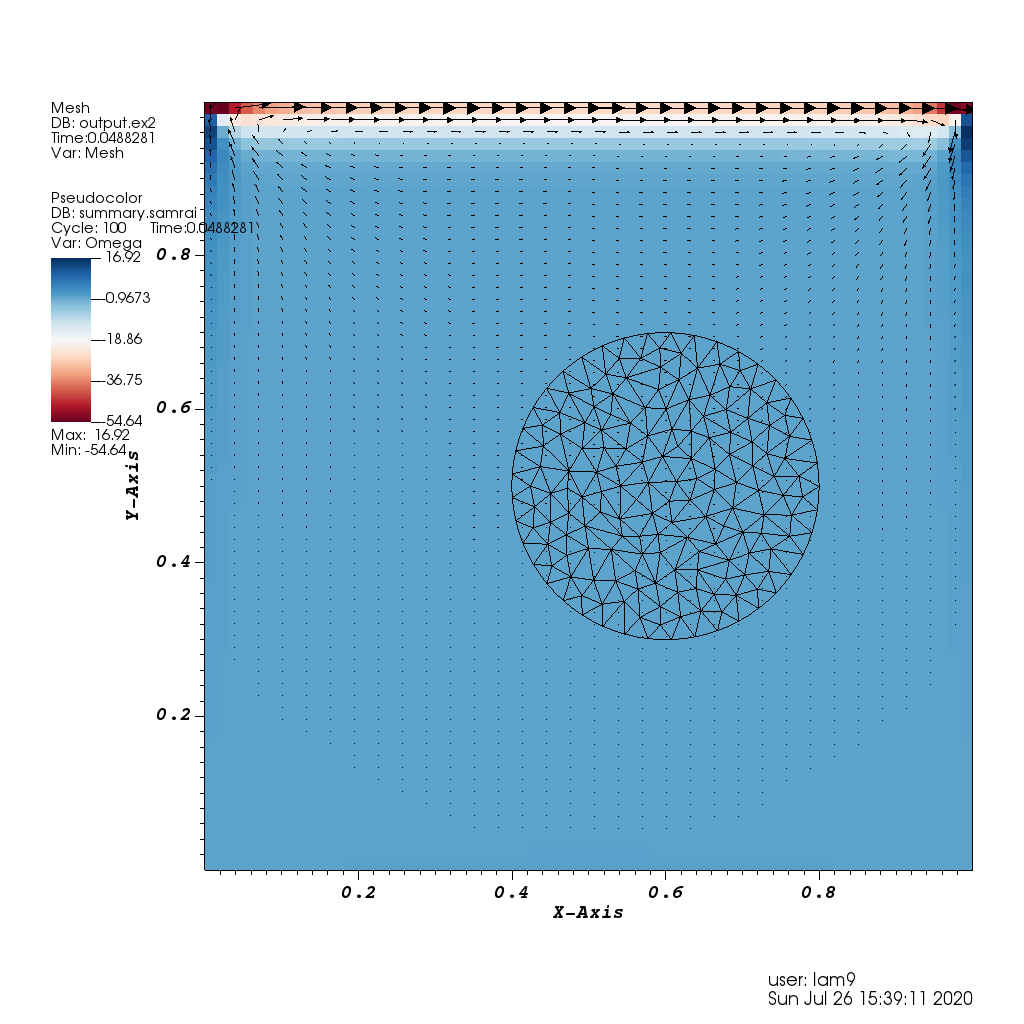 Mesh
DB: output.ex2
Time:0.0488281
Var: Mesh
Pseudocolor
DB: summary.samrai
Cycle: 100 Time:0.0488281
Var: Omega
16.92
-0.9673
-18.86
-36.75
-54.64
Max: 16.92
Min: -54.64
0.8
0.6
0.4
0.2
Y-Axis
0.2 0.4 0.6 0.8
X-Axis
user: lam9
Sun Jul 26 15:39:11 2020